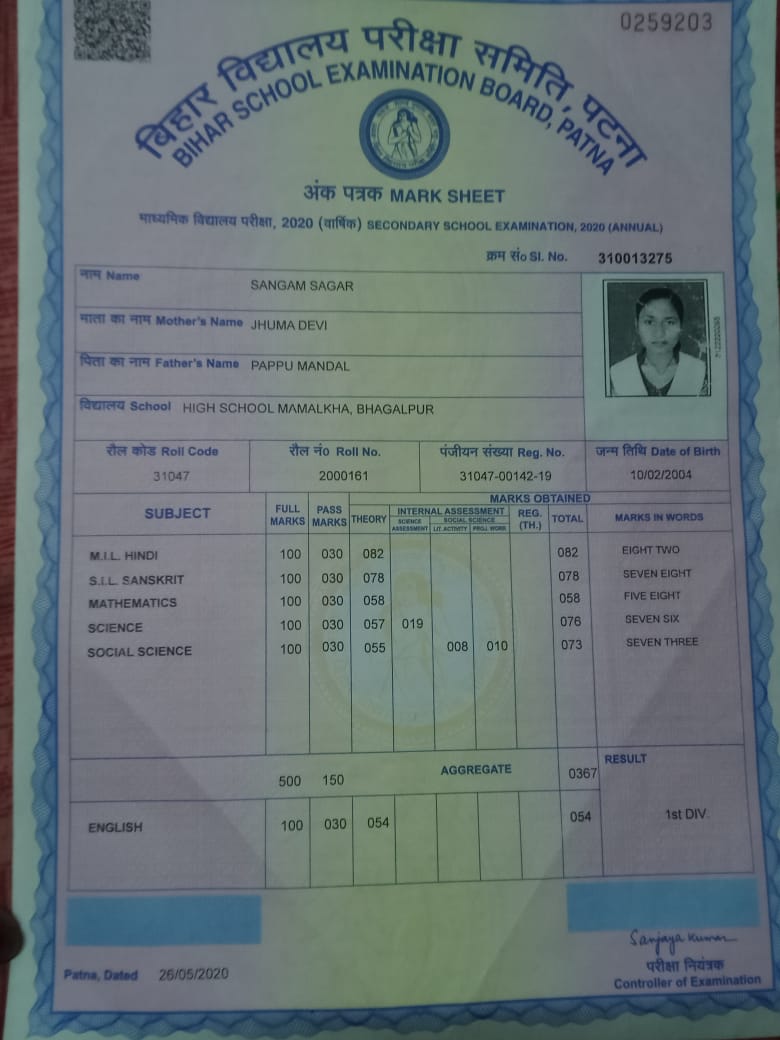 0259203
बिहार विद्यालय परीक्षा समिति, पटना
BIHAR SCHOOL EXAMINATION BOARD, PATNA
अंक पत्रक MARK SHEET
माध्यमिक विद्यालय परीक्षा, 2020 (वार्षिक) SECONDARY SCHOOL EXAMINATION, 2020 (ANNUAL)
क्रम सं० Sl. No. 310013275
नाम Name SANGAM SAGAR
माता का नाम Mother's Name JHUMA DEVI
पिता का नाम Father's Name PAPPU MANDAL
विद्यालय School HIGH SCHOOL MAMALKHA, BHAGALPUR
रौल कोड Roll Code रौल नं० Roll No. पंजीयन संख्या Reg. No. जन्म तिथि Date of Birth
31047 2000161 31047-00142-19 10/02/2004
MARKS OBTAINED
SUBJECT FULL MARKS PASS MARKS THEORY INTERNAL ASSESSMENT REG. (TH.) TOTAL MARKS IN WORDS
SCIENCE ASSESSMENT SOCIAL SCIENCE
LIT. ACTIVITY PROJ. WORK
M.I.L. HINDI 100 030 082 082 EIGHT TWO
S.I.L. SANSKRIT 100 030 078 078 SEVEN EIGHT
MATHEMATICS 100 030 058 058 FIVE EIGHT
SCIENCE 100 030 057 019 076 SEVEN SIX
SOCIAL SCIENCE 100 030 055 008 010 073 SEVEN THREE
500 150 AGGREGATE 0367 RESULT
ENGLISH 100 030 054 054 1st DIV.
Sanjaya Kumar
Patna, Dated 26/05/2020
परीक्षा नियंत्रक
Controller of Examination